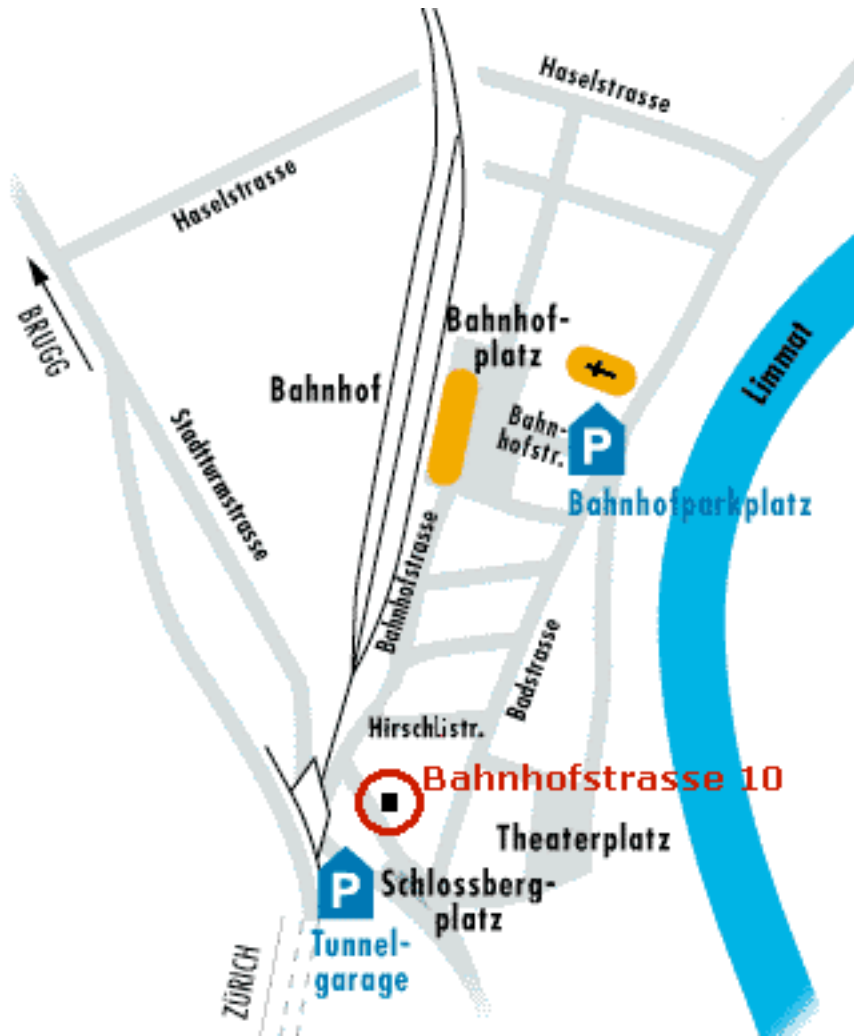 Haselstrasse
Haselstrasse
BRUGG
Bahnhof-
platz
Bahnhof
Limmat
Bahn-
hofstr.
P
Bahnhofparkplatz
Stadtturmstrasse
Bahnhofstrasse
Badstrasse
Hirschlistr.
Bahnhofstrasse 10
Theaterplatz
P
Schlossberg-
platz
Tunnel-
garage
ZÜRICH